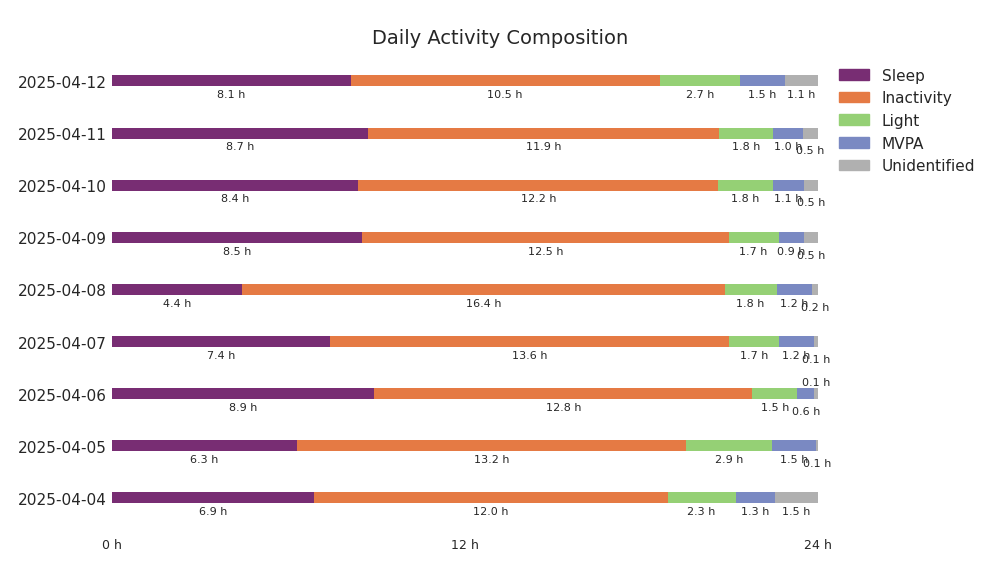 Daily Activity Composition
2025-04-12
8.1 h 10.5 h 2.7 h 1.5 h 1.1 h
2025-04-11
8.7 h 11.9 h 1.8 h 1.0 h 0.5 h
2025-04-10
8.4 h 12.2 h 1.8 h 1.1 h 0.5 h
2025-04-09
8.5 h 12.5 h 1.7 h 0.9 h 0.5 h
2025-04-08
4.4 h 16.4 h 1.8 h 1.2 h 0.2 h
2025-04-07
7.4 h 13.6 h 1.7 h 1.2 h 0.1 h
2025-04-06
8.9 h 12.8 h 1.5 h 0.6 h 0.1 h
2025-04-05
6.3 h 13.2 h 2.9 h 1.5 h 0.1 h
2025-04-04
6.9 h 12.0 h 2.3 h 1.3 h 1.5 h
0 h 12 h 24 h
Sleep
Inactivity
Light
MVPA
Unidentified